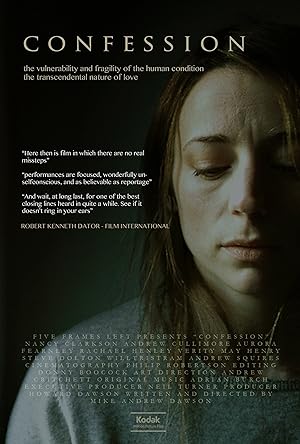 CONFESSION
the vulnerability and fragility of the human condition
the transcendental nature of love
"Here then is film in which there are no real
missteps"
"performances are focused, wonderfully un-
selfconscious, and as believable as reportage"
"And wait, at long last, for one of the best
closing lines heard in quite a while. See if it
doesn't ring in your ears"
ROBERT KENNETH DATOR - FILM INTERNATIONAL
FIVE FRAMES LEFT PRESENTS "CONFESSION"
NANCY CLARKSON ANDREW CULLIMORE AURORA
FEARNLEY RACHAEL HENLEY VERITY MAY HENRY
STEVE DOLTON WILL TRISTRAM ANDREW SQUIRES
CINEMATOGRAPHY PHILIP ROBERTSON EDITING
DONNY BOOCOCK ART DIRECTION ANDREW
CRITCHETT ORIGINAL MUSIC ADRIAN BURCH
EXECUTIVE PRODUCER NEIL TURNER PRODUCER
HOWARD DAWSON WRITTEN AND DIRECTED BY
MIKE ANDREW DAWSON
Kodak
Motion Picture Film